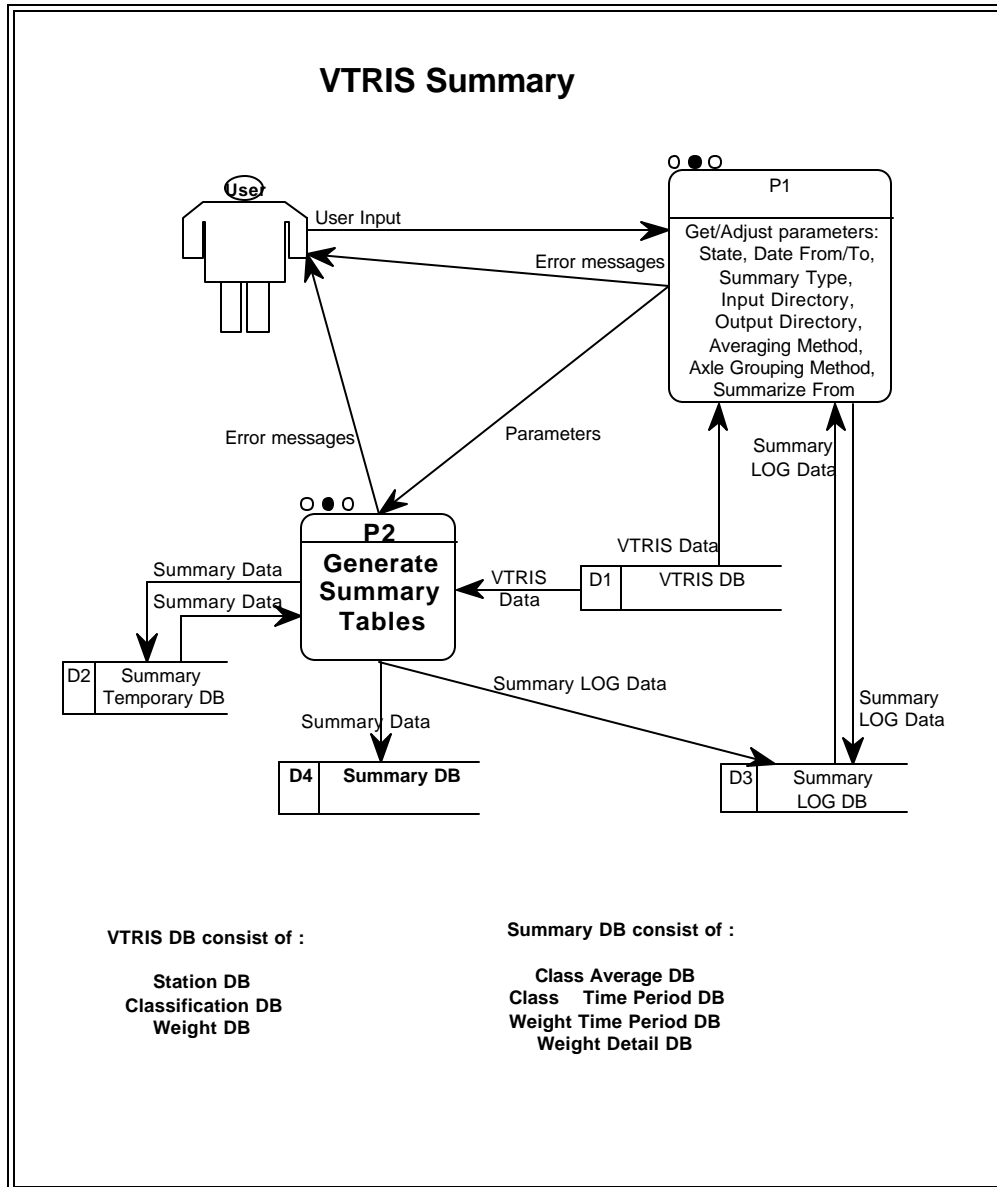 VTRIS Summary
User
User Input
Error messages
P1
Get/Adjust parameters:
State, Date From/To,
Summary Type,
Input Directory,
Output Directory,
Averaging Method,
Axle Grouping Method,
Summarize From
Error messages
Parameters
Summary
LOG Data
VTRIS Data
P2
Generate
Summary
Tables
Summary Data
Summary Data
VTRIS
Data
D1
VTRIS DB
D2
Summary
Temporary DB
Summary LOG Data
Summary Data
Summary
LOG Data
D4
Summary DB
D3
Summary
LOG DB
VTRIS DB consist of :
Station DB
Classification DB
Weight DB
Summary DB consist of :
Class Average DB
Class Time Period DB
Weight Time Period DB
Weight Detail DB